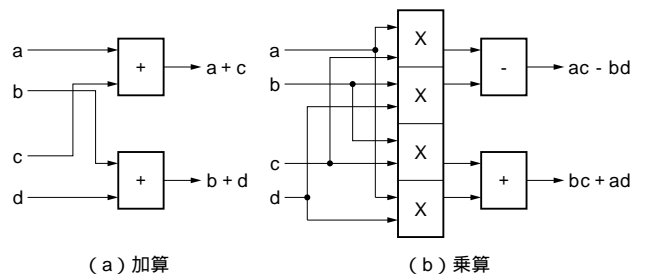 a
b
c
d
+
+
a + c
b + d
(a)加算
a
b
c
d
X
X
X
X
-
+
ac - bd
bc + ad
(b)乗算